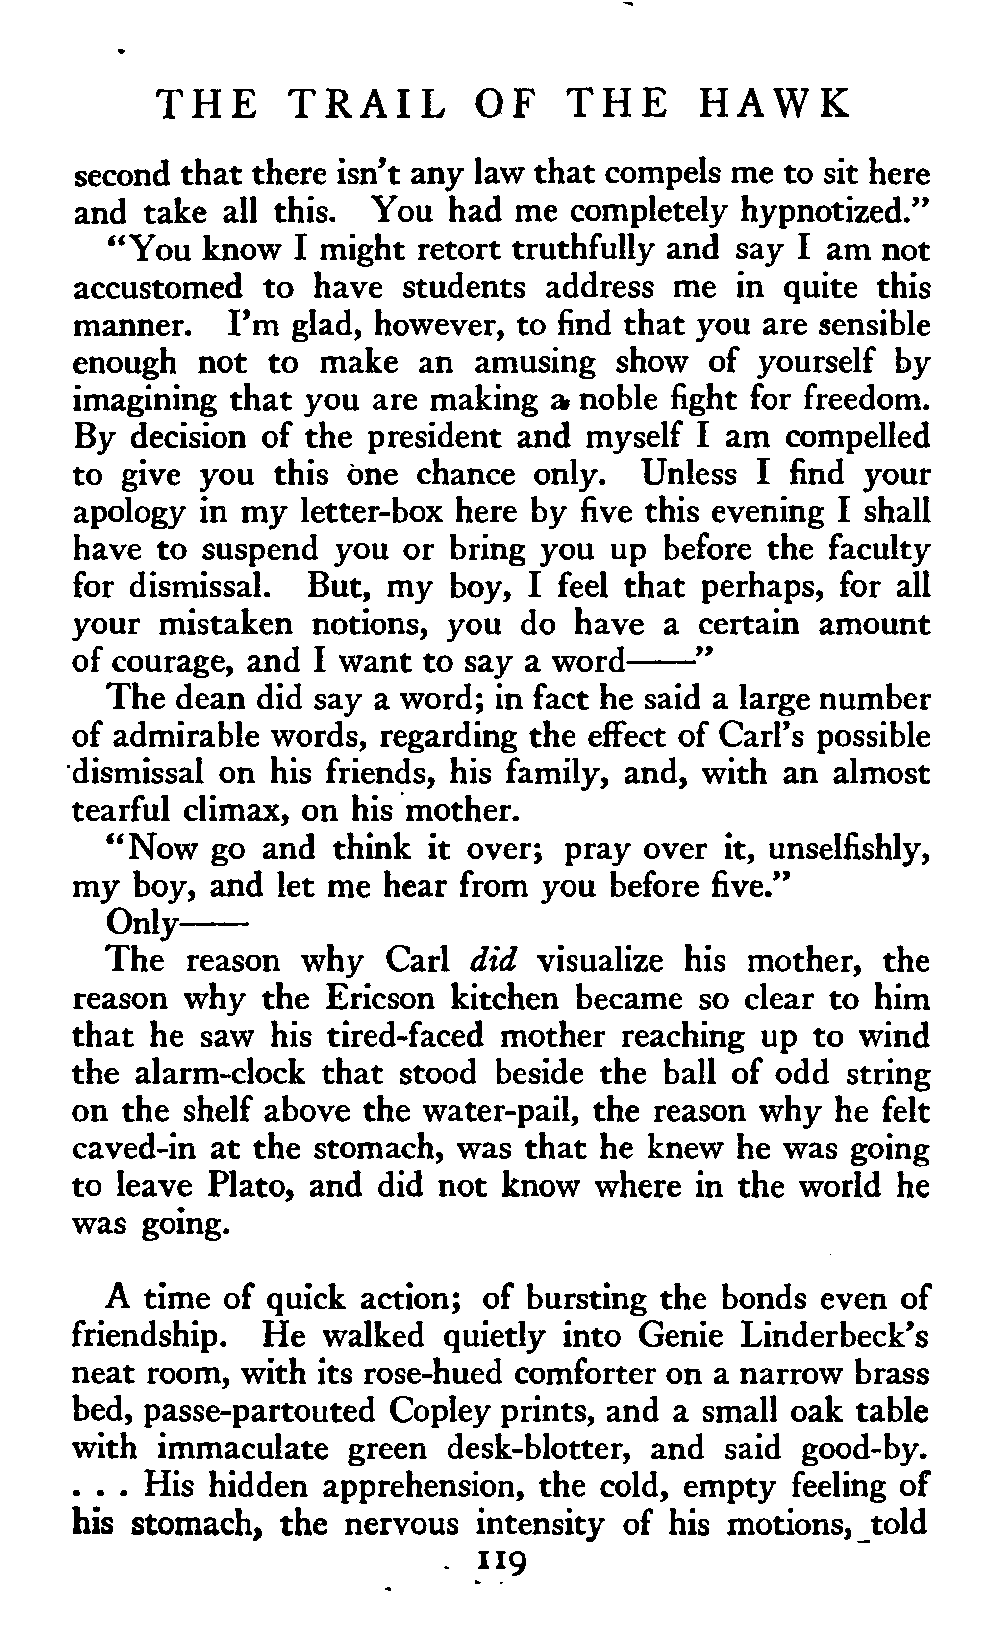 THE TRAIL OF THE HAWK
second that there isn't any law that compels me to sit here
and take all this. You had me completely hypnotized."
"You know I might retort truthfully and say I am not
accustomed to have students address me in quite this
manner. I'm glad, however, to find that you are sensible
enough not to make an amusing show of yourself by
imagining that you are making a noble fight for freedom.
By decision of the president and myself I am compelled
to give you this one chance only. Unless I find your
apology in my letter-box here by five this evening I shall
have to suspend you or bring you up before the faculty
for dismissal. But, my boy, I feel that perhaps, for all
your mistaken notions, you do have a certain amount
of courage, and I want to say a word——"
The dean did say a word; in fact he said a large number
of admirable words, regarding the effect of Carl's possible
dismissal on his friends, his family, and, with an almost
tearful climax, on his mother.
"Now go and think it over; pray over it, unselfishly,
my boy, and let me hear from you before five."
Only——
The reason why Carl did visualize his mother, the
reason why the Ericson kitchen became so clear to him
that he saw his tired-faced mother reaching up to wind
the alarm-clock that stood beside the ball of odd string
on the shelf above the water-pail, the reason why he felt
caved-in at the stomach, was that he knew he was going
to leave Plato, and did not know where in the world he
was going.
A time of quick action; of bursting the bonds even of
friendship. He walked quietly into Genie Linderbeck's
neat room, with its rose-hued comforter on a narrow brass
bed, passe-partouted Copley prints, and a small oak table
with immaculate green desk-blotter, and said good-by.
. . . His hidden apprehension, the cold, empty feeling of
his stomach, the nervous intensity of his motions, told
119